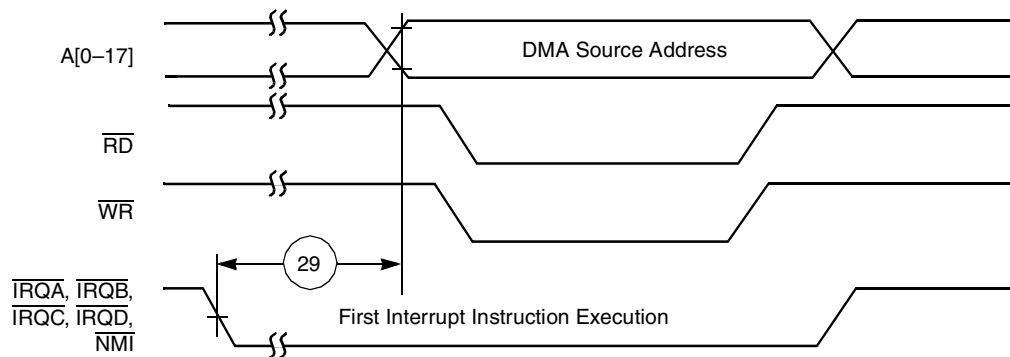 A[0–17]
DMA Source Address
RD
WR
29
IRQA, IRQB,
IRQC, IRQD,
NMI
First Interrupt Instruction Execution